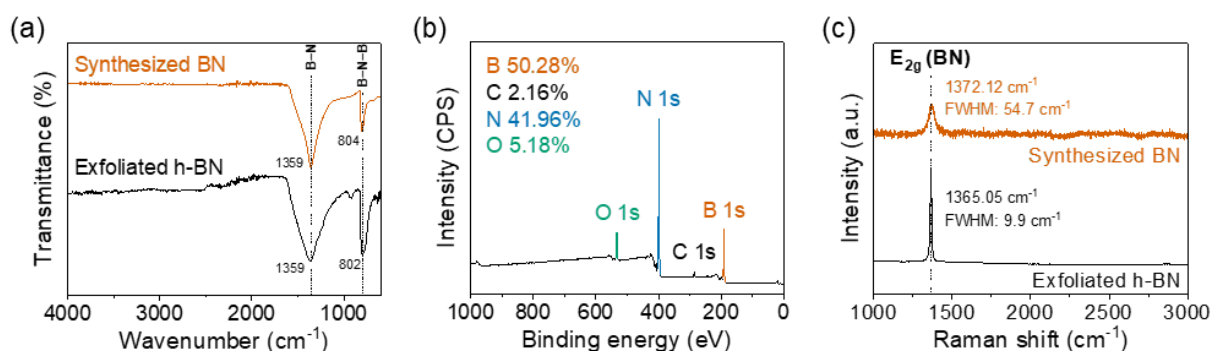 (a)
B–N
B–N–B
Synthesized BN
1359
804
Exfoliated h-BN
1359
802
Transmittance (%)
4000 3000 2000 1000
Wavenumber (cm⁻¹)
(b)
B 50.28%
C 2.16%
N 41.96%
O 5.18%
N 1s
O 1s
B 1s
C 1s
Intensity (CPS)
1000 800 600 400 200 0
Binding energy (eV)
(c)
E₂g (BN)
1372.12 cm⁻¹
FWHM: 54.7 cm⁻¹
Synthesized BN
1365.05 cm⁻¹
FWHM: 9.9 cm⁻¹
Exfoliated h-BN
Intensity (a.u.)
1000 1500 2000 2500 3000
Raman shift (cm⁻¹)